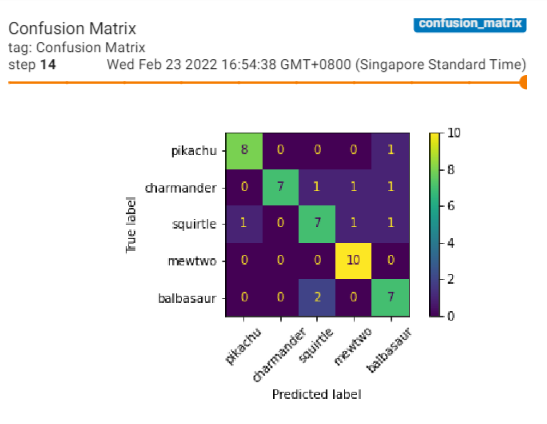 Confusion Matrix
confusion_matrix
tag: Confusion Matrix
step 14 Wed Feb 23 2022 16:54:38 GMT+0800 (Singapore Standard Time)
True label
pikachu 8 0 0 0 1
charmander 0 7 1 1 1
squirtle 1 0 7 1 1
mewtwo 0 0 0 10 0
balbasaur 0 0 2 0 7
pikachu
charmander
squirtle
mewtwo
balbasaur
Predicted label
10
8
6
4
2
0